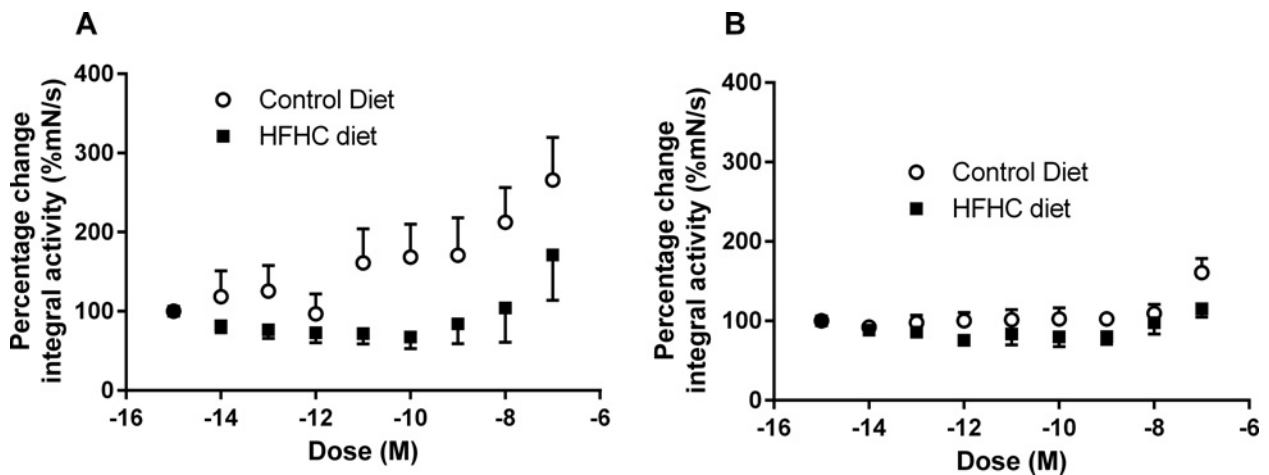 A
Percentage change
integral activity (%mN/s)
400
300
200
100
0
Control Diet
HFHC diet
-16
-14
-12
-10
-8
-6
Dose (M)
B
Percentage change
integral activity (%mN/s)
400
300
200
100
0
Control Diet
HFHC diet
-16
-14
-12
-10
-8
-6
Dose (M)